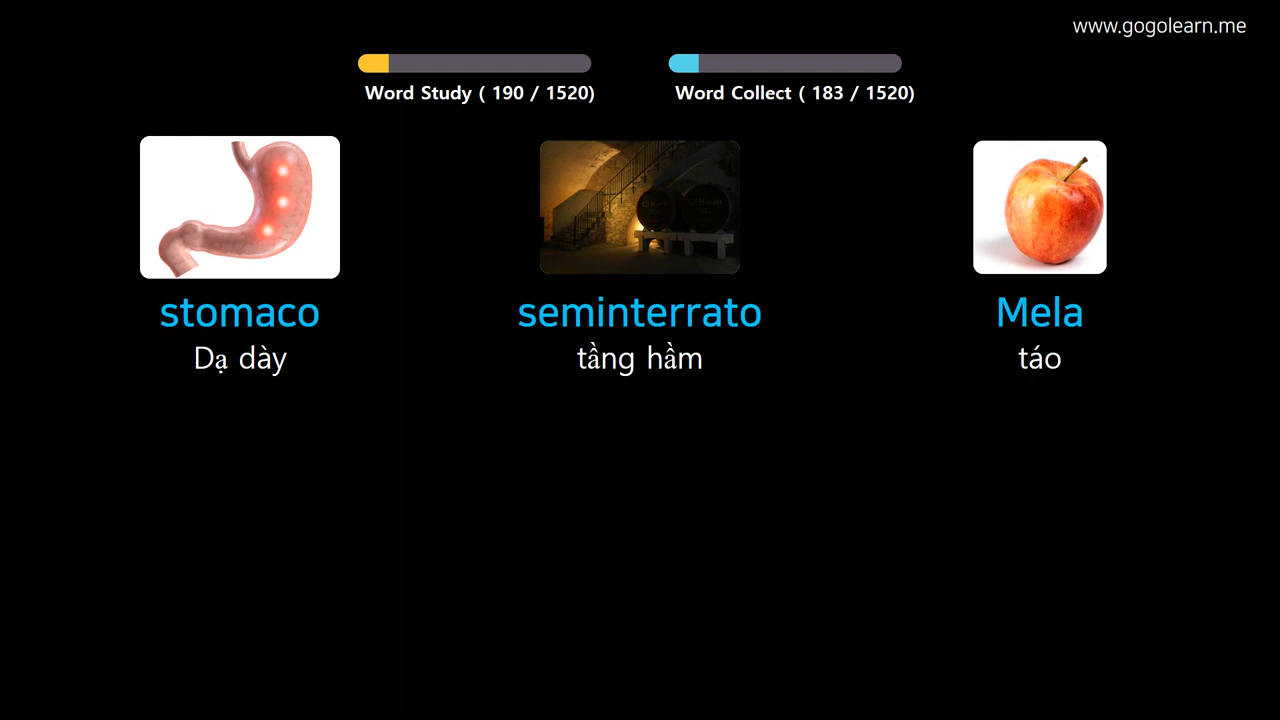 www.gogolearn.me
Word Study ( 190 / 1520)
Word Collect ( 183 / 1520)
stomaco
seminterrato
Mela
Dạ dày
tầng hầm
táo